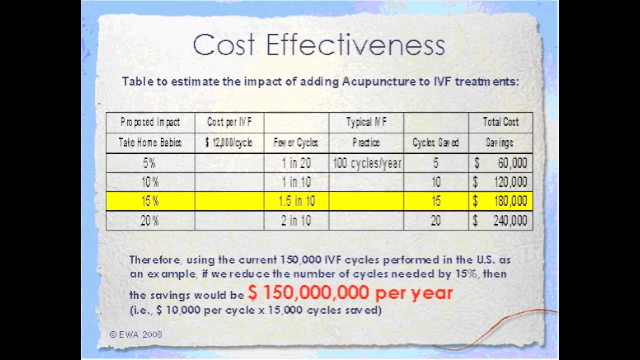 Cost Effectiveness
Table to estimate the impact of adding Acupuncture to IVF treatments:
Proposed Impact Cost per IVF Typical IVF Total Cost
Take Home Babies $ 12,000/cycle Fewer Cycles Practice Cycles Saved Savings
5% 1 in 20 100 cycles/year 5 $ 60,000
10% 1 in 10 10 $ 120,000
15% 1.5 in 10 15 $ 180,000
20% 2 in 10 20 $ 240,000
Therefore, using the current 150,000 IVF cycles performed in the U.S. as
an example, if we reduce the number of cycles needed by 15%, then
the savings would be $ 150,000,000 per year
(i.e., $ 10,000 per cycle x 15,000 cycles saved)
© EWA 2008